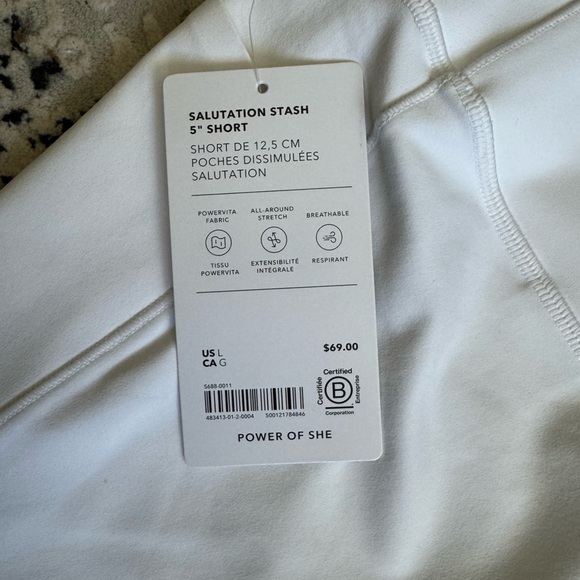 SALUTATION STASH
5" SHORT
SHORT DE 12,5 CM
POCHES DISSIMULÉES
SALUTATION
POWERVITA
FABRIC
ALL-AROUND
STRETCH
BREATHABLE
TISSU
POWERVITA
EXTENSIBILITÉ
INTÉGRALE
RESPIRANT
US L
CA G
$69.00
5688-0011
483413-01-2-0004 500121784846
Certified
Certifiée
B
Entreprise
Corporation
POWER OF SHE